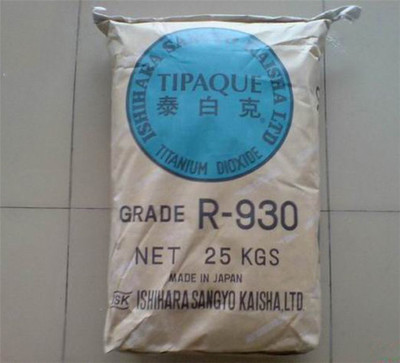 ISHIHARA SANGYO KAISHA LTD
TIPAQUE
泰白克
TITANIUM DIOXIDE
GRADE R-930
NET 25 KGS
MADE IN JAPAN
ISK ISHIHARA SANGYO KAISHA, LTD.